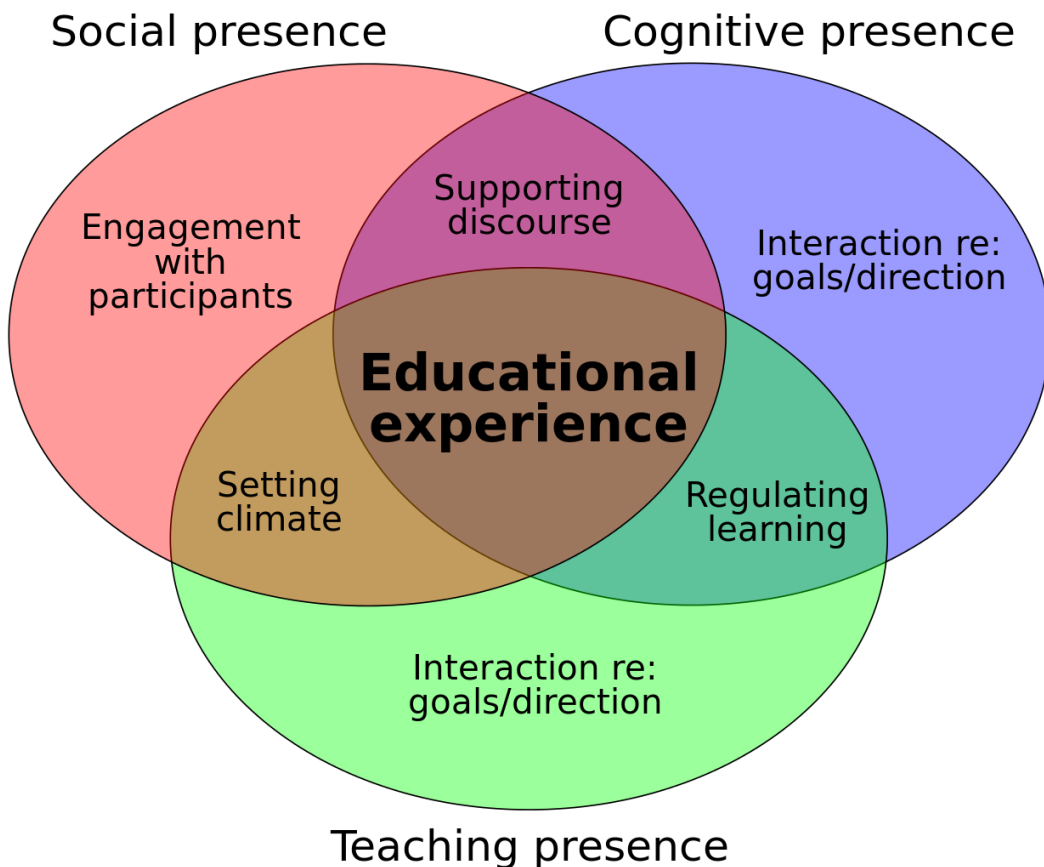 Social presence
Cognitive presence
Supporting
discourse
Engagement
with
participants
Interaction re:
goals/direction
Educational
experience
Setting
climate
Regulating
learning
Interaction re:
goals/direction
Teaching presence